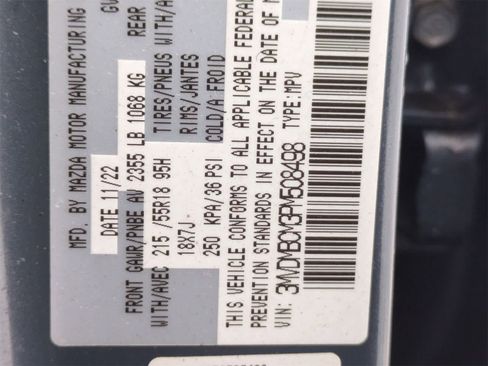 MFD. BY MAZDA MOTOR MANUFACTURING
DATE 11/22 GV
FRONT GAWR/PNBE AV 2355 LB 1068 KG REAR
WITH/AVEC 215 /55R18 95H TIRES/PNEUS WITH/A
18X7J RIMS/JANTES
250 KPA/36 PSI COLD/A FROID
THIS VEHICLE CONFORMS TO ALL APPLICABLE FEDERA
PREVENTION STANDARDS IN EFFECT ON THE DATE OF M
VIN: 3MVDMBCM3PM508498 TYPE:MPV